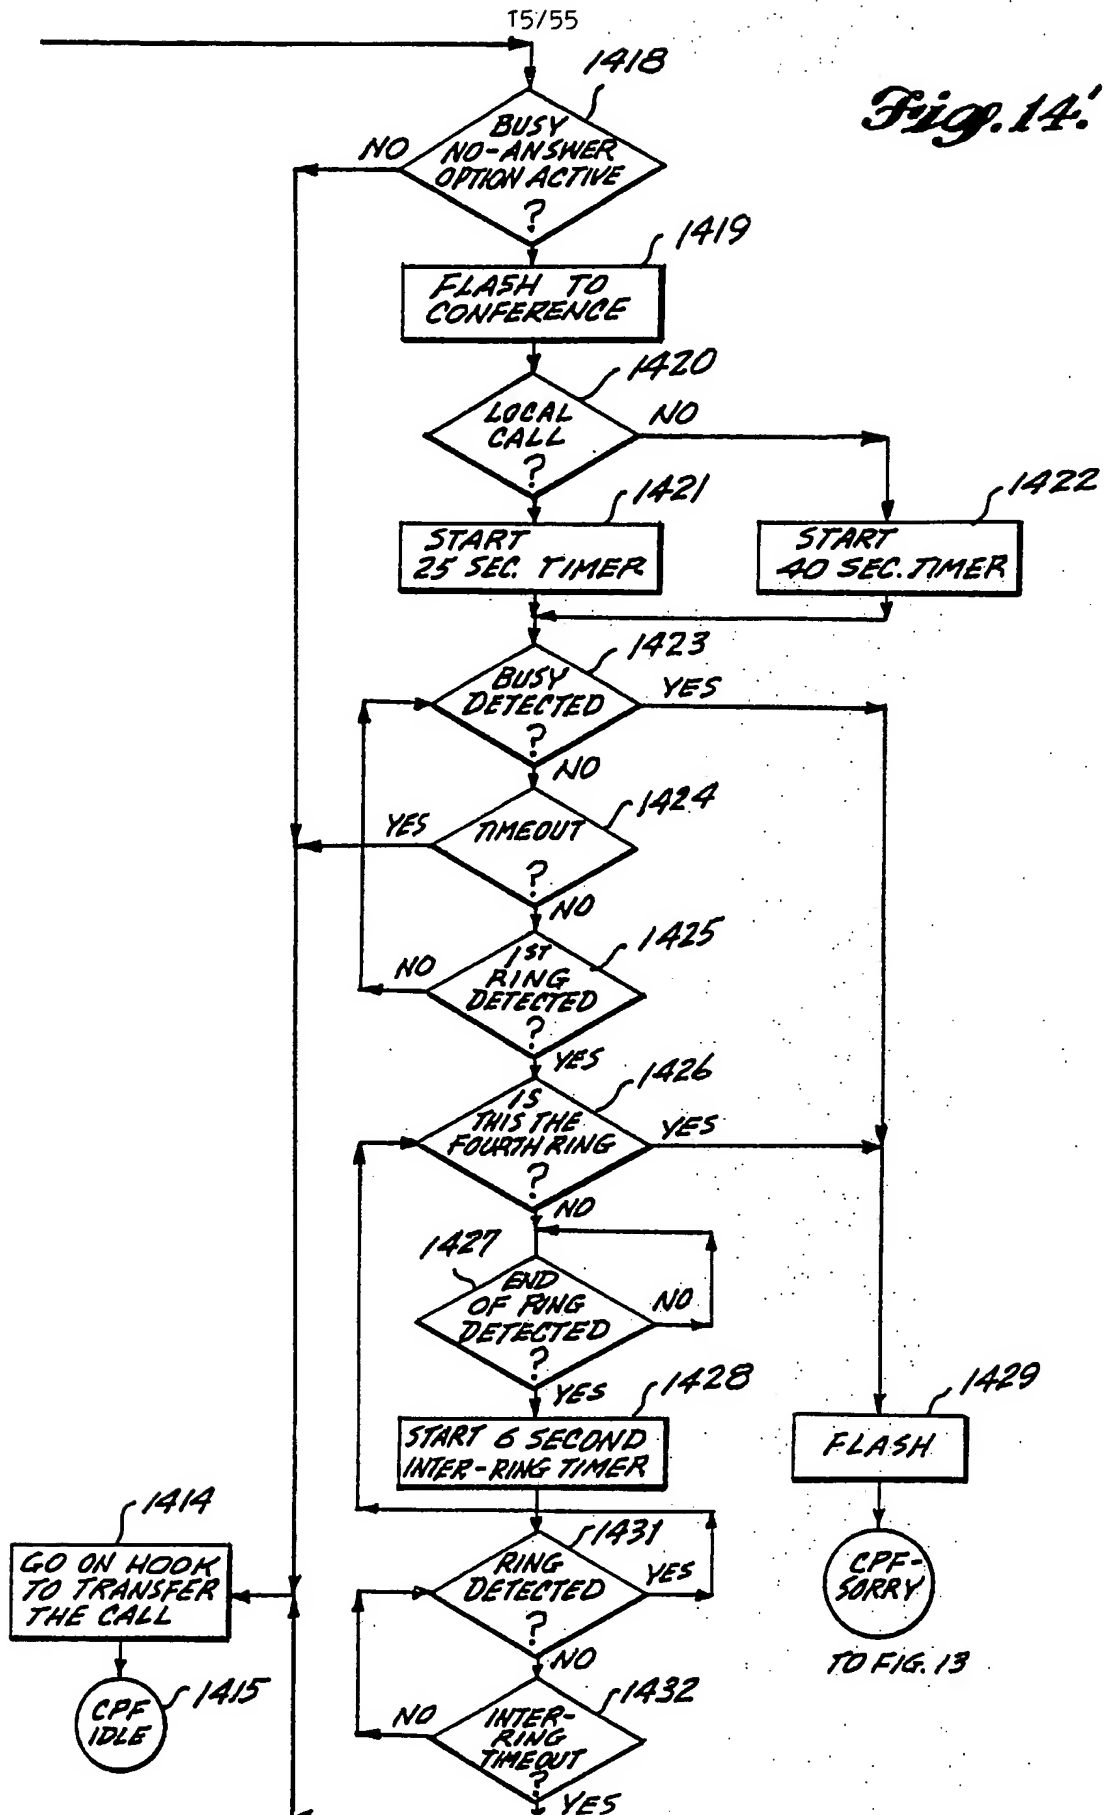 15/55
Fig. 14'
1418
BUSY
NO-ANSWER
OPTION ACTIVE
?
NO
1419
FLASH TO
CONFERENCE
1420
LOCAL
CALL
?
NO
1421
START
25 SEC. TIMER
1422
START
40 SEC. TIMER
1423
BUSY
DETECTED
?
YES
NO
1424
TIMEOUT
?
YES
NO
1425
1ST
RING
DETECTED
?
NO
YES
1426
IS
THIS THE
FOURTH RING
?
YES
NO
1427
END
OF RING
DETECTED
?
NO
YES
1428
START 6 SECOND
INTER-RING TIMER
1429
FLASH
CPF-
SORRY
TO FIG. 13
1431
RING
DETECTED
?
YES
NO
1414
GO ON HOOK
TO TRANSFER
THE CALL
1415
CPF
IDLE
1432
INTER-
RING
TIMEOUT
?
NO
YES